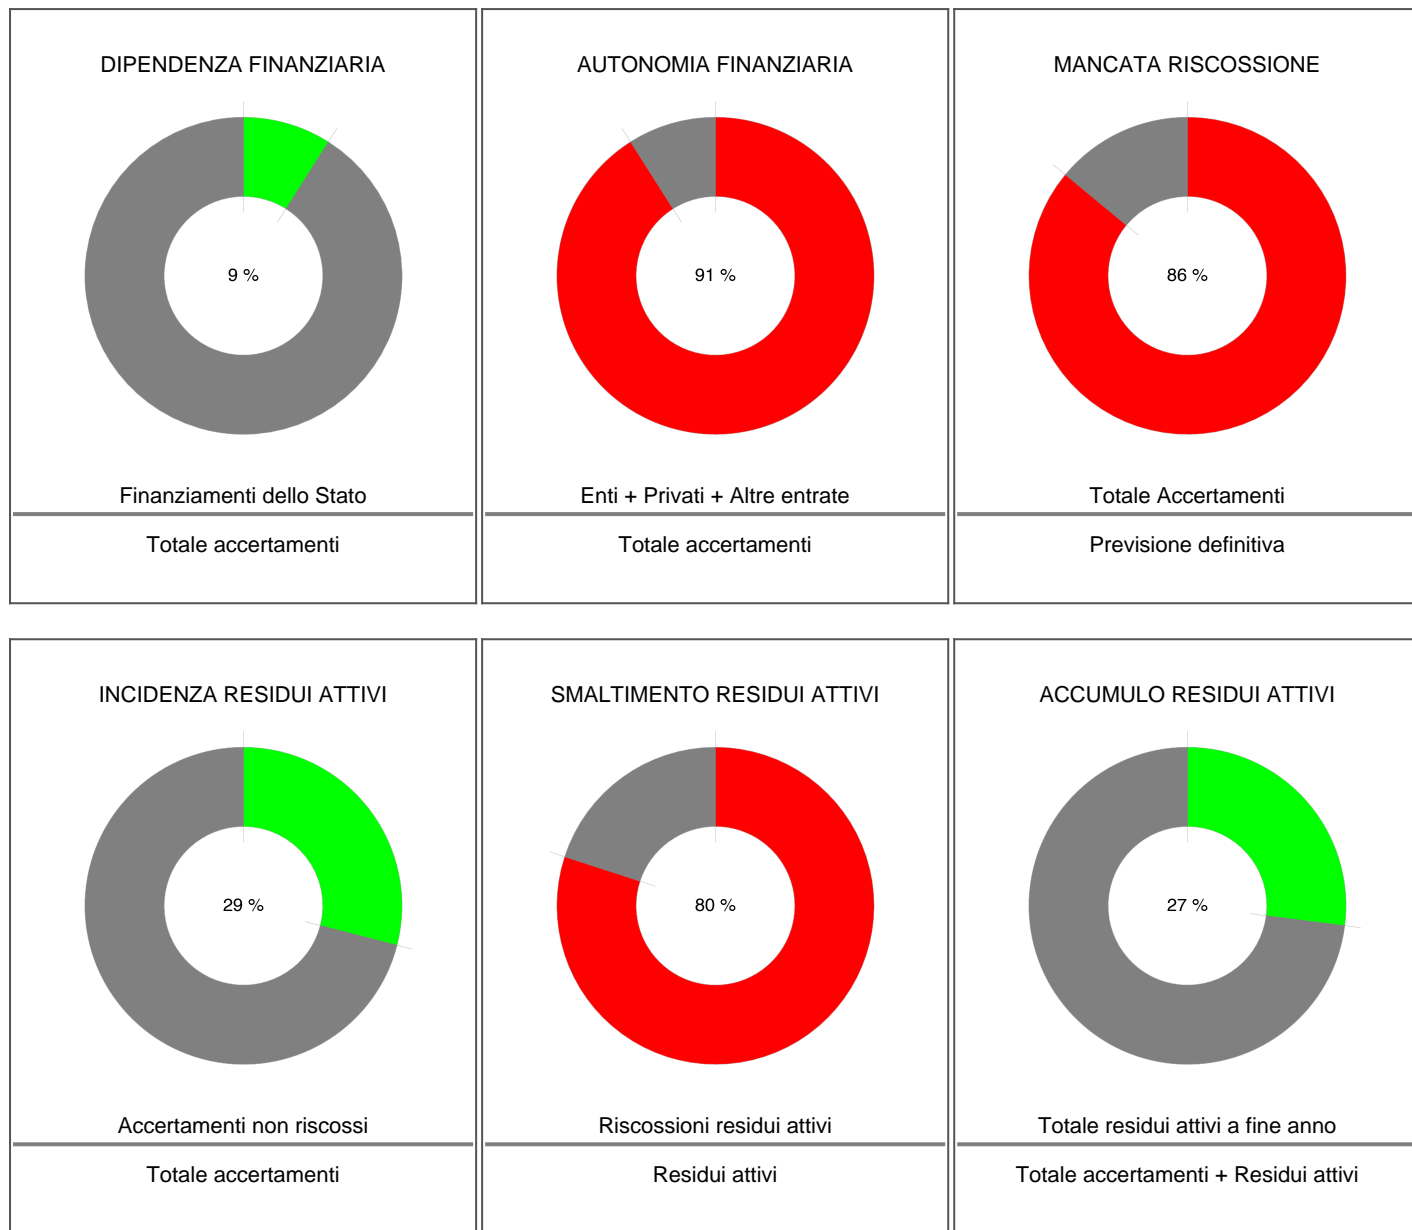 DIPENDENZA FINANZIARIA
9 %
Finanziamenti dello Stato
Totale accertamenti
AUTONOMIA FINANZIARIA
91 %
Enti + Privati + Altre entrate
Totale accertamenti
MANCATA RISCOSSIONE
86 %
Totale Accertamenti
Previsione definitiva
INCIDENZA RESIDUI ATTIVI
29 %
Accertamenti non riscossi
Totale accertamenti
SMALTIMENTO RESIDUI ATTIVI
80 %
Riscossioni residui attivi
Residui attivi
ACCUMULO RESIDUI ATTIVI
27 %
Totale residui attivi a fine anno
Totale accertamenti + Residui attivi